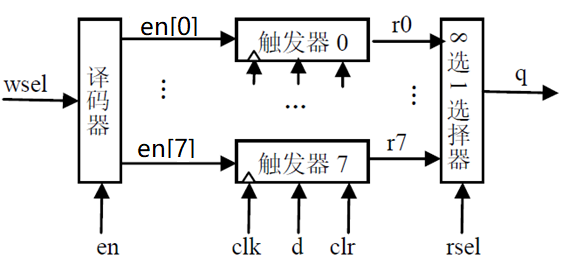 en[0]
触发器 0
r0
wsel
译码器
⋮
...
⋮
8选1选择器
q
en[7]
触发器 7
r7
en
clk
d
clr
rsel